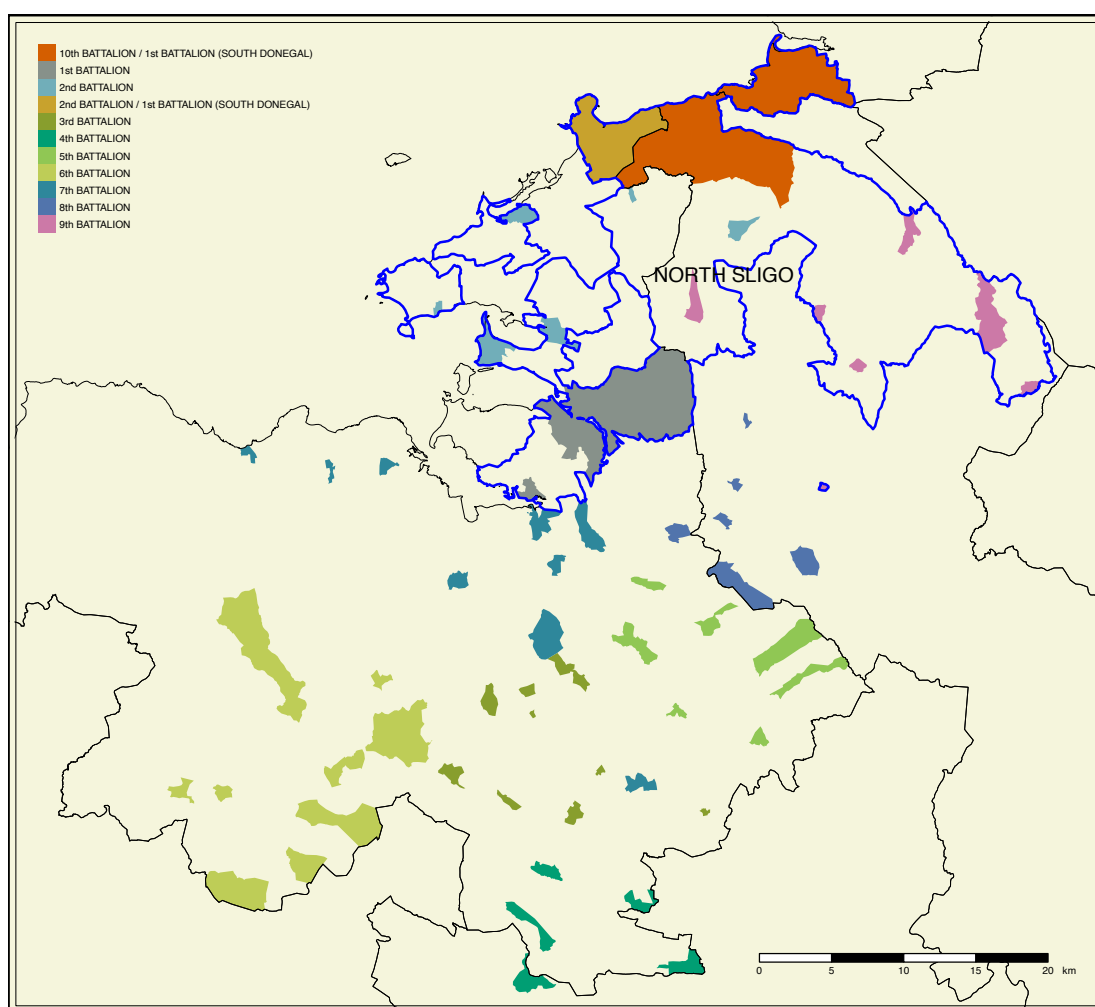 10th BATTALION / 1st BATTALION (SOUTH DONEGAL)
1st BATTALION
2nd BATTALION
2nd BATTALION / 1st BATTALION (SOUTH DONEGAL)
3rd BATTALION
4th BATTALION
5th BATTALION
6th BATTALION
7th BATTALION
8th BATTALION
9th BATTALION
NORTH SLIGO
0 5 10 15 20 km